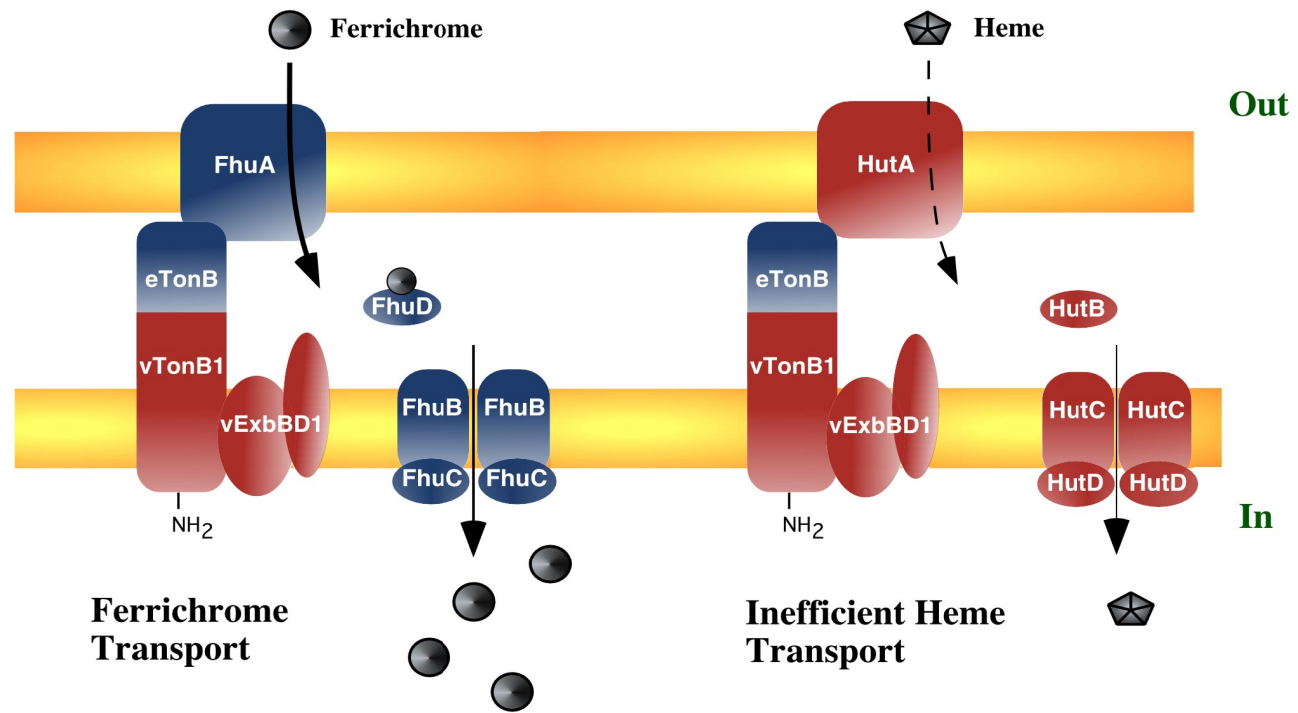 Ferrichrome
Heme
Out
FhuA
HutA
eTonB
FhuD
eTonB
HutB
vTonB1
vExbBD1
FhuB
FhuB
FhuC
FhuC
vTonB1
vExbBD1
HutC
HutC
HutD
HutD
NH2
NH2
In
Ferrichrome
Transport
Inefficient Heme
Transport